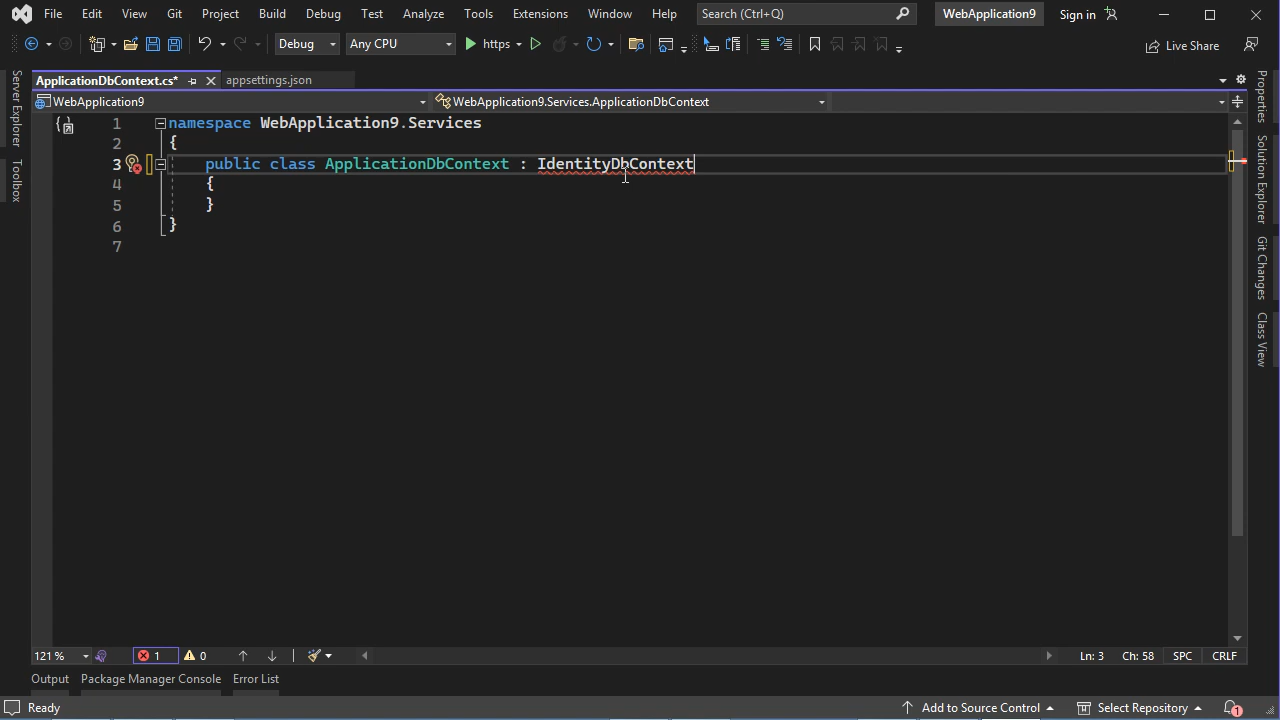 File Edit View Git Project Build Debug Test Analyze Tools Extensions Window Help Search (Ctrl+Q) WebApplication9 Sign in
Debug Any CPU https Live Share
ApplicationDbContext.cs* appsettings.json
WebApplication9 WebApplication9.Services.ApplicationDbContext
Server Explorer
Toolbox
Properties
Solution Explorer
Git Changes
Class View
1 namespace WebApplication9.Services
2 {
3 public class ApplicationDbContext : IdentityDbContext
4 {
5 }
6 }
7
121 % 1 0 Ln: 3 Ch: 58 SPC CRLF
Output Package Manager Console Error List
Ready Add to Source Control Select Repository 1